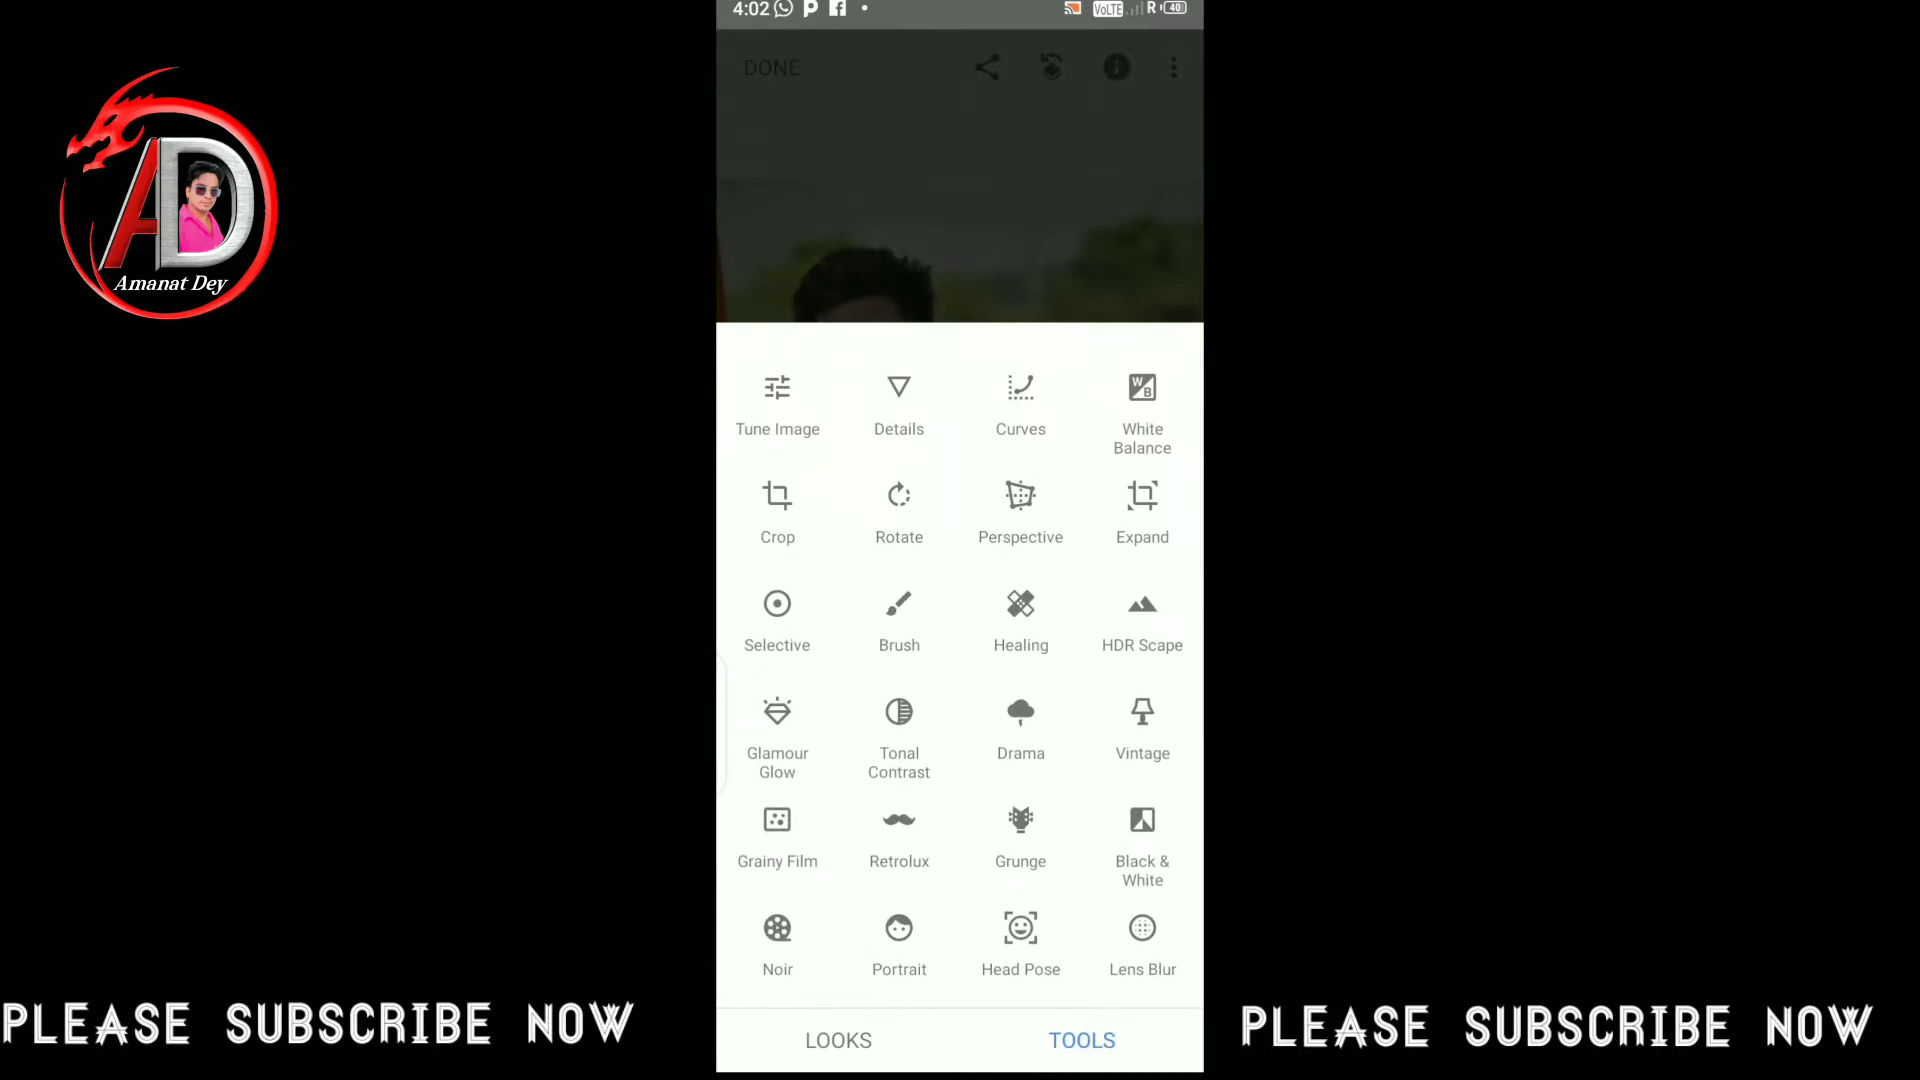 4:02
VoLTE
R
40
DONE
AD
Amanat Dey
Tune Image
Details
Curves
White
Balance
Crop
Rotate
Perspective
Expand
Selective
Brush
Healing
HDR Scape
Glamour
Glow
Tonal
Contrast
Drama
Vintage
Grainy Film
Retrolux
Grunge
Black &
White
Noir
Portrait
Head Pose
Lens Blur
LOOKS
TOOLS
PLEASE SUBSCRIBE NOW
PLEASE SUBSCRIBE NOW